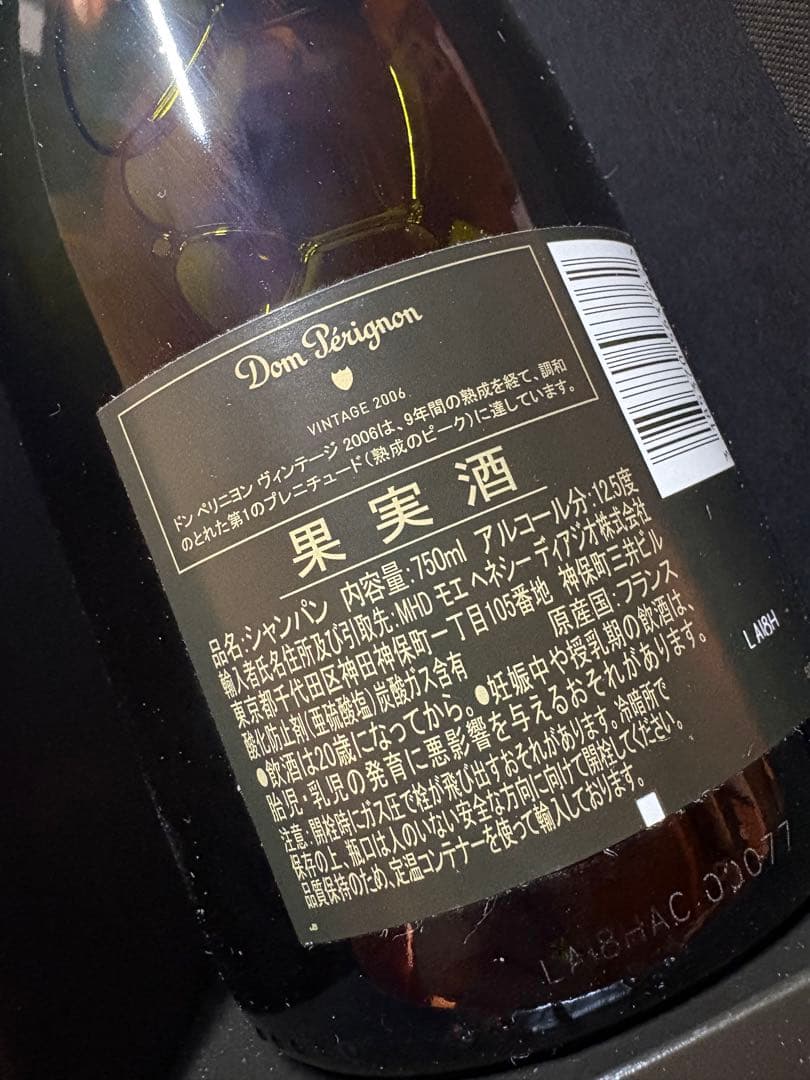 Dom Pérignon
VINTAGE 2006
ドン ペリニヨン ヴィンテージ 2006は、9年間の熟成を経て、調和
のとれた第1のプレニチュード(熟成のピーク)に達しています。
果実酒
品名:シャンパン 内容量:750ml アルコール分:12.5度
輸入者氏名住所及び引取先:MHD モエ ヘネシー ディアジオ株式会社
東京都千代田区神田神保町一丁目105番地 神保町三井ビル
酸化防止剤(亜硫酸塩)炭酸ガス含有 原産国:フランス
●飲酒は20歳になってから。●妊娠中や授乳期の飲酒は、
胎児・乳児の発育に悪影響を与えるおそれがあります。
注意:開栓時にガス圧で栓が飛び出すおそれがあります。冷暗所で
保存の上、瓶口は人のいない安全な方向に向けて開栓してください。
品質保持のため、定温コンテナーを使って輸入しております。
LA18H
LA18HAC 00077